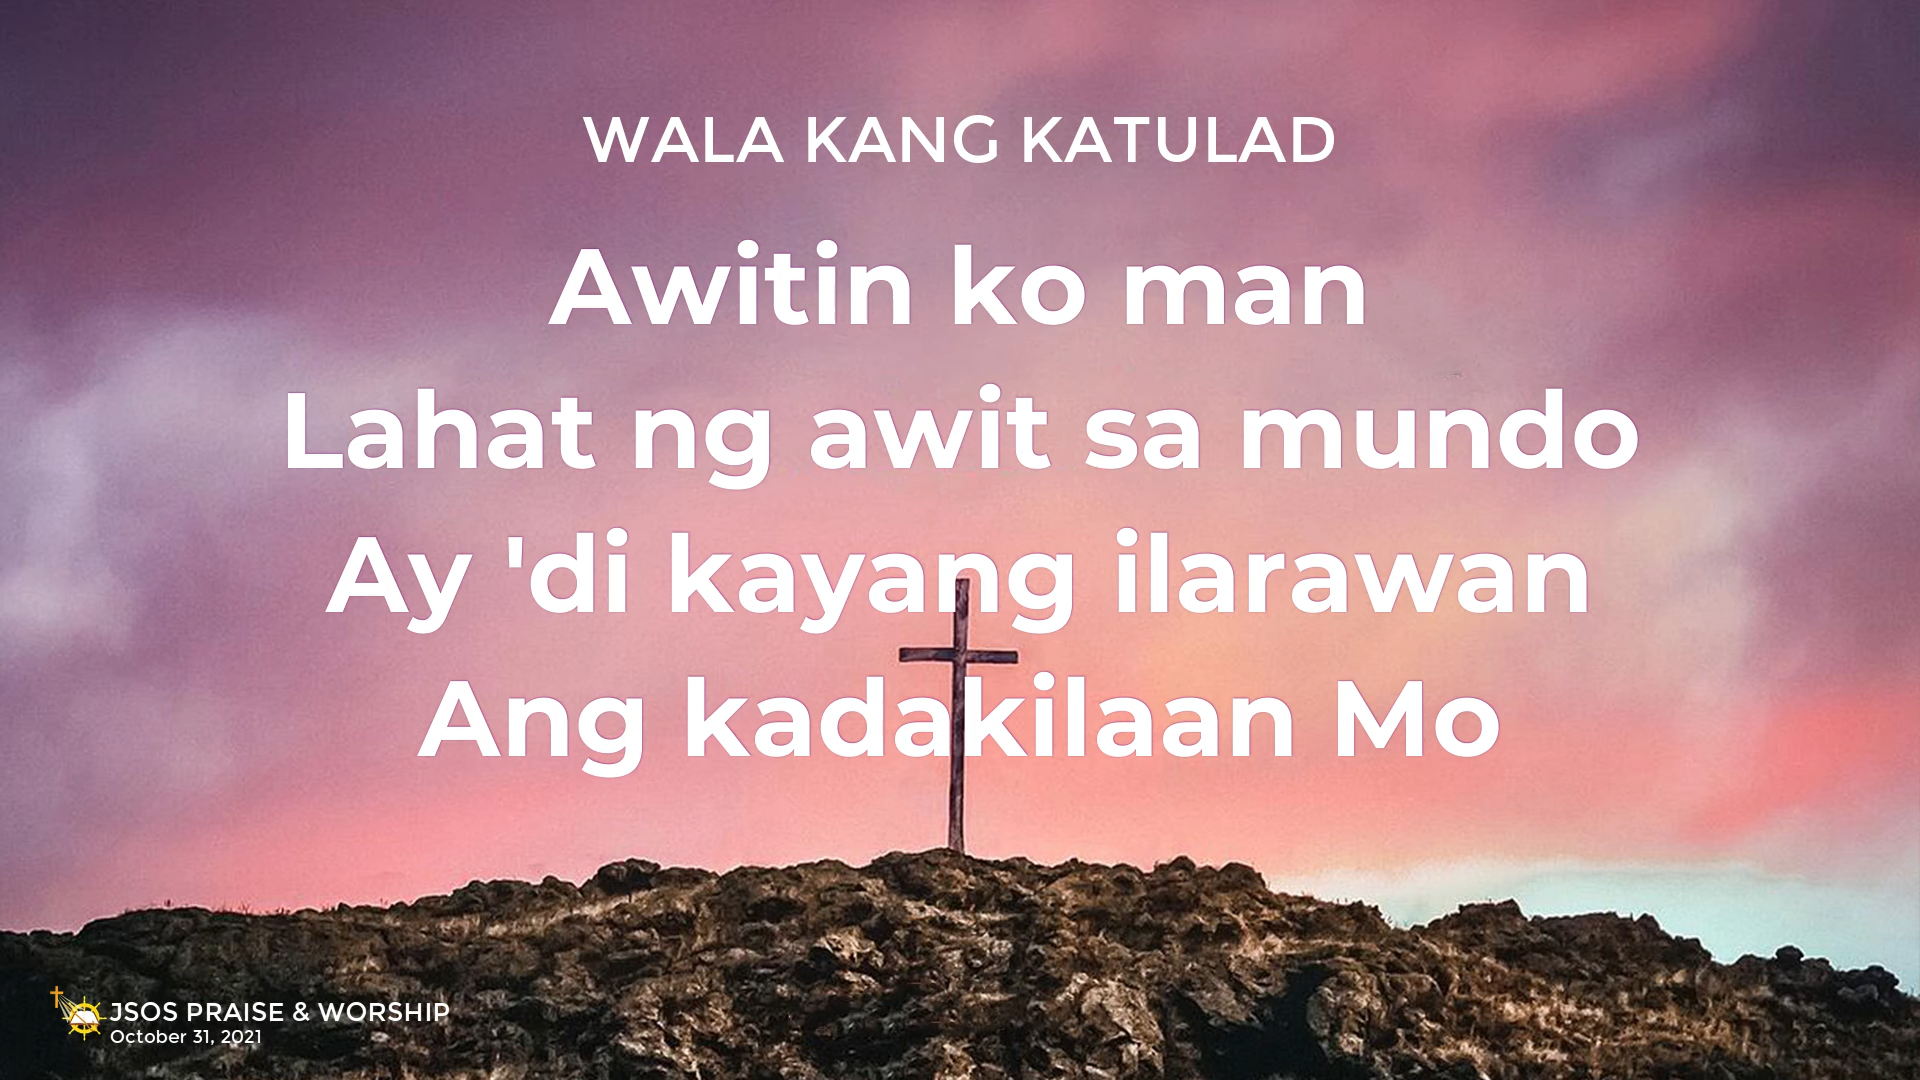 WALA KANG KATULAD
Awitin ko man
Lahat ng awit sa mundo
Ay 'di kayang ilarawan
Ang kadakilaan Mo
JSOS PRAISE & WORSHIP
October 31, 2021